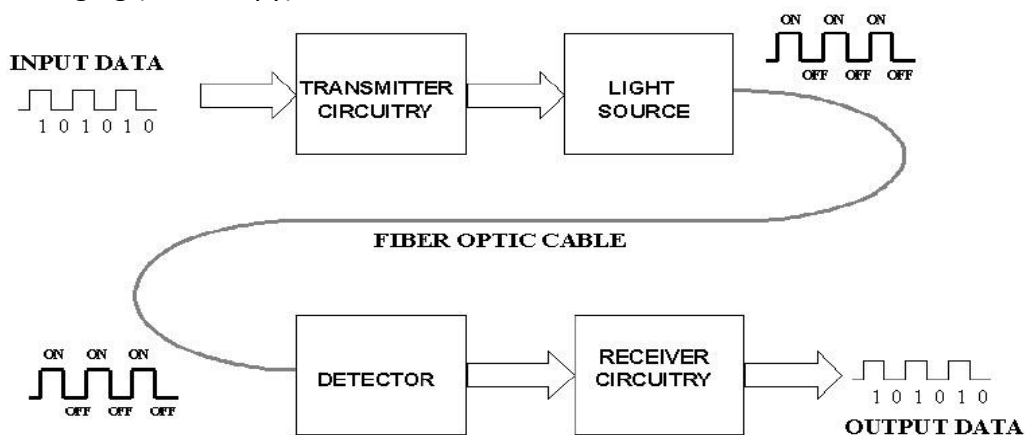 ON ON ON
OFF OFF OFF
INPUT DATA
1 0 1 0 1 0
TRANSMITTER
CIRCUITRY
LIGHT
SOURCE
FIBER OPTIC CABLE
ON ON ON
OFF OFF OFF
DETECTOR
RECEIVER
CIRCUITRY
1 0 1 0 1 0
OUTPUT DATA